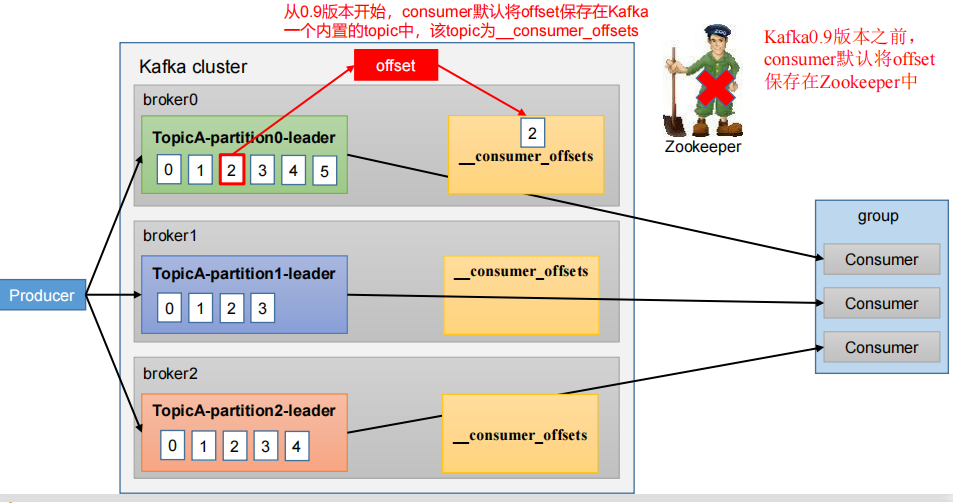 从0.9版本开始，consumer默认将offset保存在Kafka
一个内置的topic中，该topic为__consumer_offsets
Kafka0.9版本之前，
consumer默认将offset
保存在Zookeeper中
ZOO
Zookeeper
Kafka cluster
offset
broker0
TopicA-partition0-leader
0 1 2 3 4 5
2
__consumer_offsets
broker1
TopicA-partition1-leader
0 1 2 3
__consumer_offsets
broker2
TopicA-partition2-leader
0 1 2 3 4
__consumer_offsets
Producer
group
Consumer
Consumer
Consumer